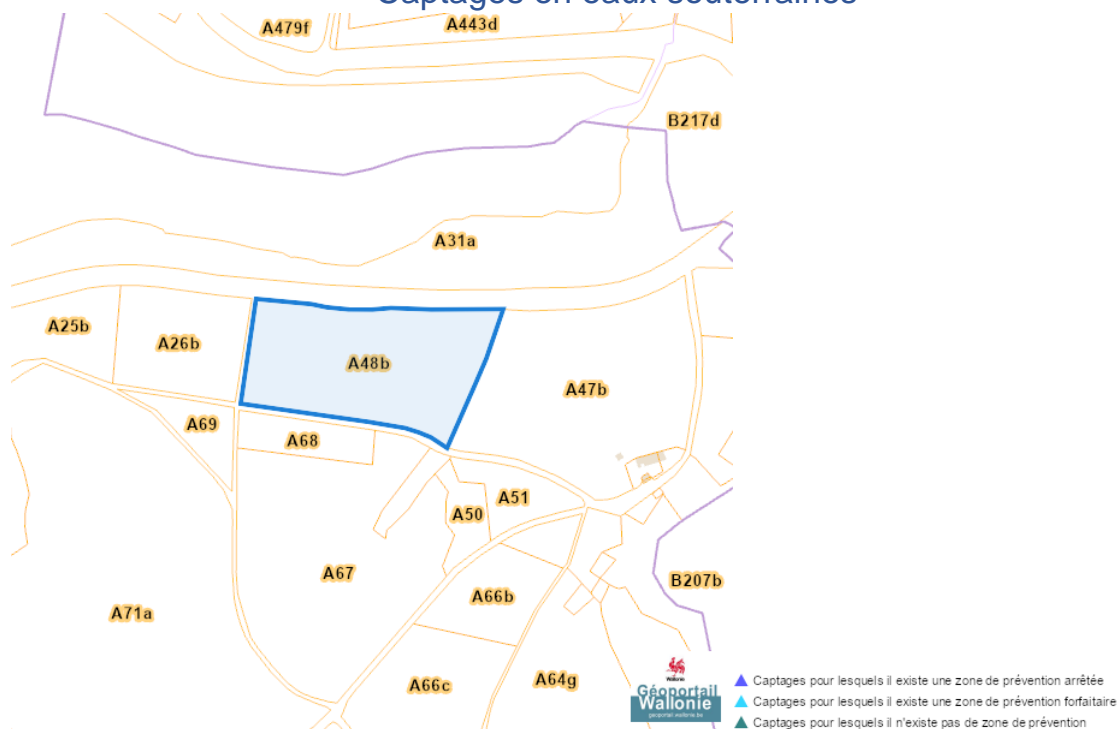 Captages en eaux souterraines
A479f
A443d
B217d
A31a
A25b
A26b
A48b
A47b
A69
A68
A51
A50
A67
B207b
A66b
A71a
A66c
A64g
Wallonie
Géoportail
Wallonie
geoportail.wallonie.be
Captages pour lesquels il existe une zone de prévention arrêtée
Captages pour lesquels il existe une zone de prévention forfaitaire
Captages pour lesquels il n'existe pas de zone de prévention